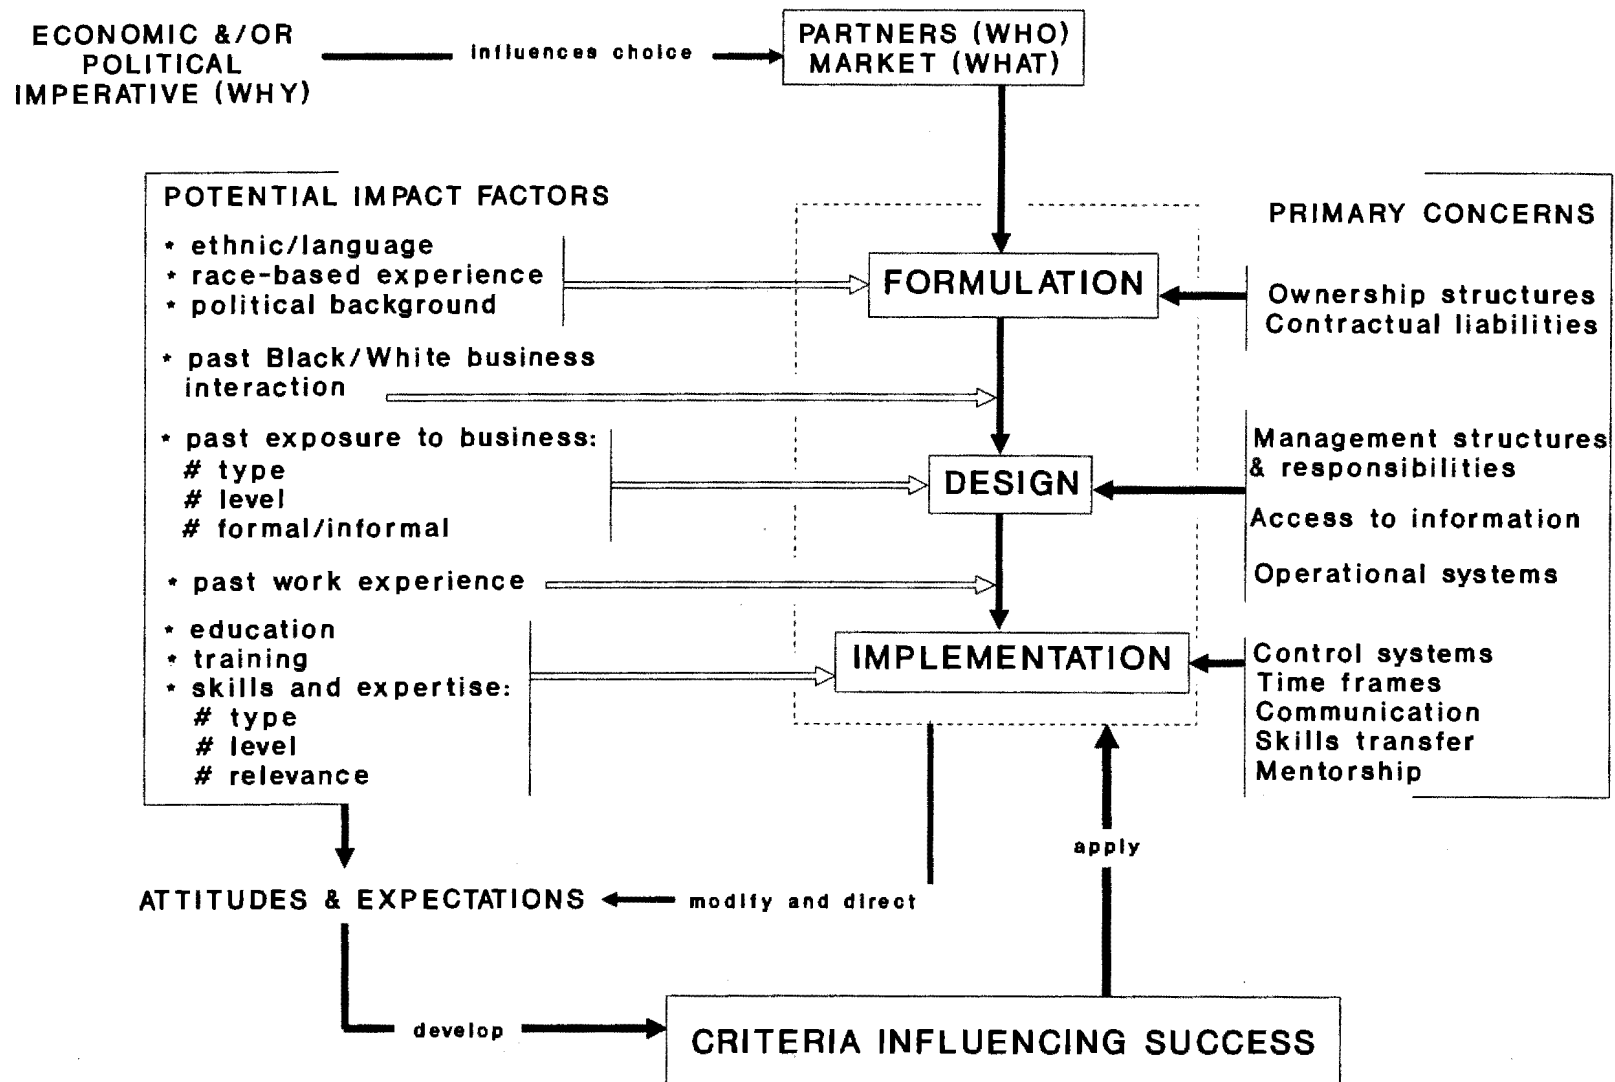 ECONOMIC &/OR
POLITICAL
IMPERATIVE (WHY)
influences choice
PARTNERS (WHO)
MARKET (WHAT)
POTENTIAL IMPACT FACTORS
* ethnic/language
* race-based experience
* political background
* past Black/White business
interaction
* past exposure to business:
# type
# level
# formal/informal
* past work experience
* education
* training
* skills and expertise:
# type
# level
# relevance
FORMULATION
DESIGN
IMPLEMENTATION
PRIMARY CONCERNS
Ownership structures
Contractual liabilities
Management structures
& responsibilities
Access to information
Operational systems
Control systems
Time frames
Communication
Skills transfer
Mentorship
apply
ATTITUDES & EXPECTATIONS
modify and direct
develop
CRITERIA INFLUENCING SUCCESS